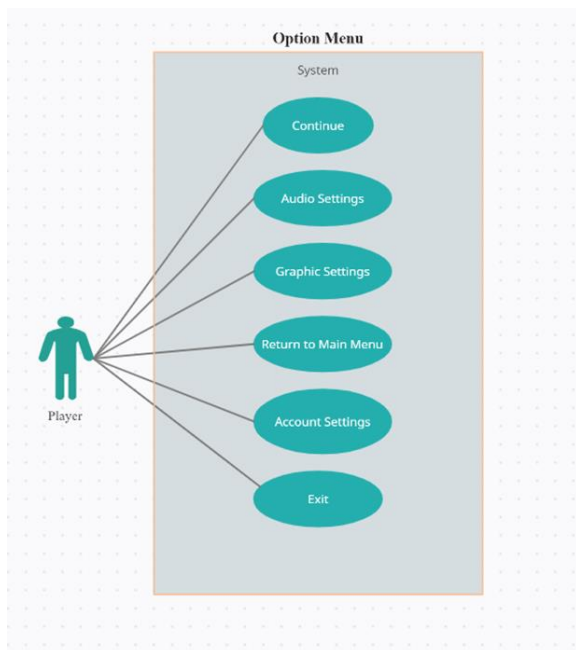 Option Menu
System
Continue
Audio Settings
Graphic Settings
Return to Main Menu
Player
Account Settings
Exit